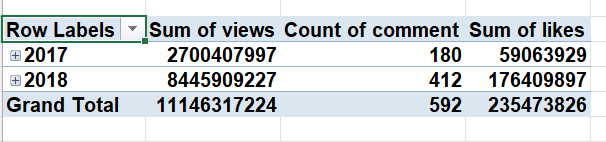 Row Labels Sum of views Count of comment Sum of likes
2017 2700407997 180 59063929
2018 8445909227 412 176409897
Grand Total 11146317224 592 235473826